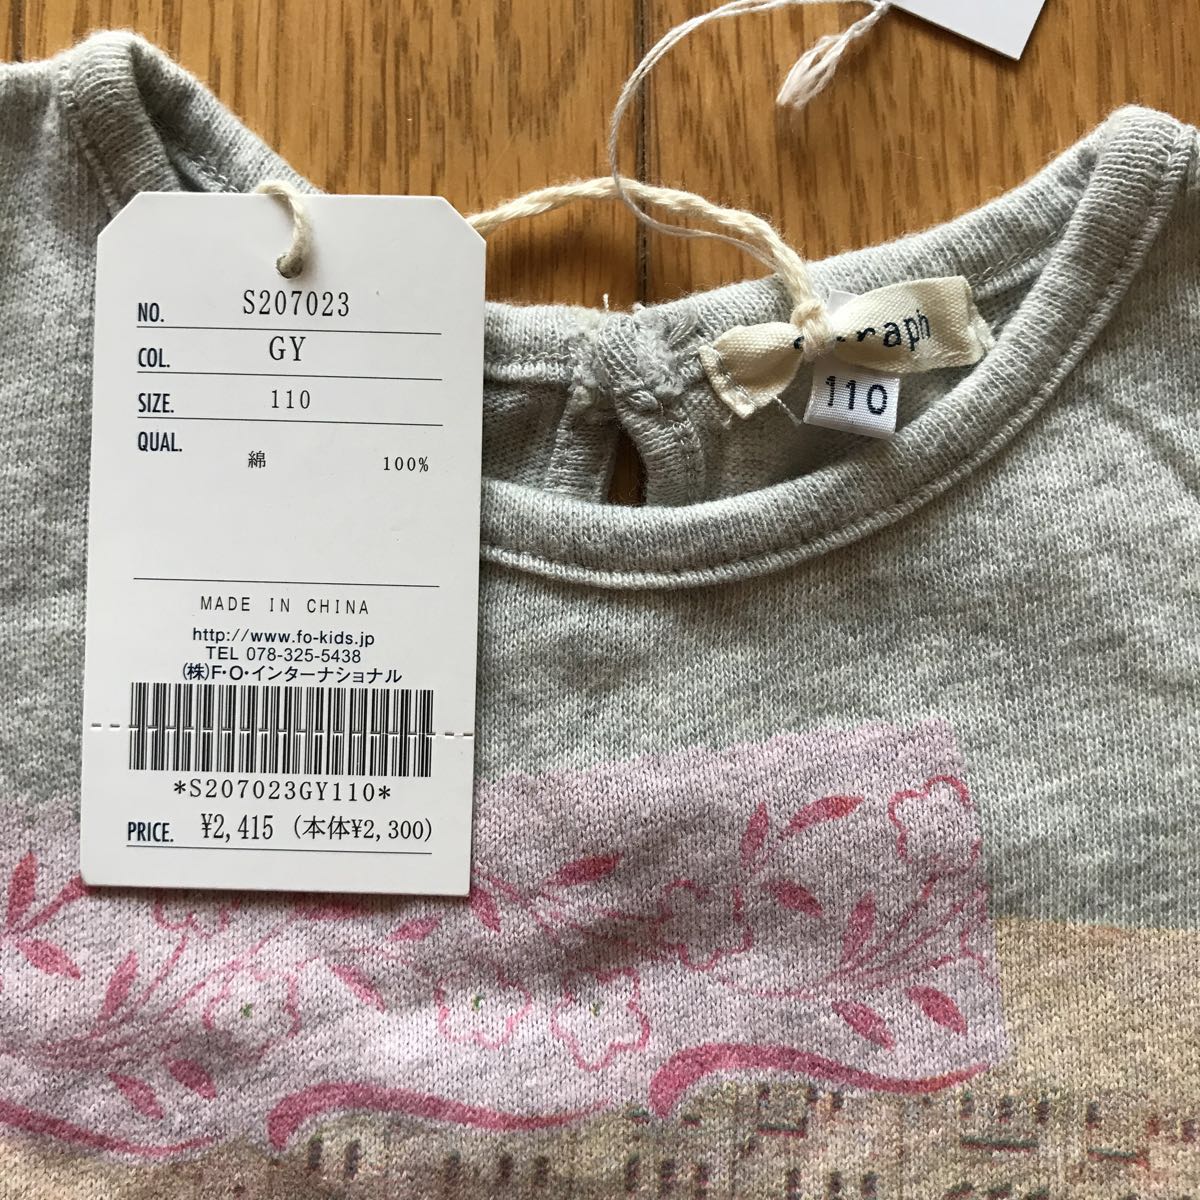 NO. S207023
COL. GY
SIZE. 110
QUAL.
綿 100%
MADE IN CHINA
http://www.fo-kids.jp
TEL 078-325-5438
(株)F・O・インターナショナル
*S207023GY110*
PRICE. ¥2,415 (本体¥2,300)
110